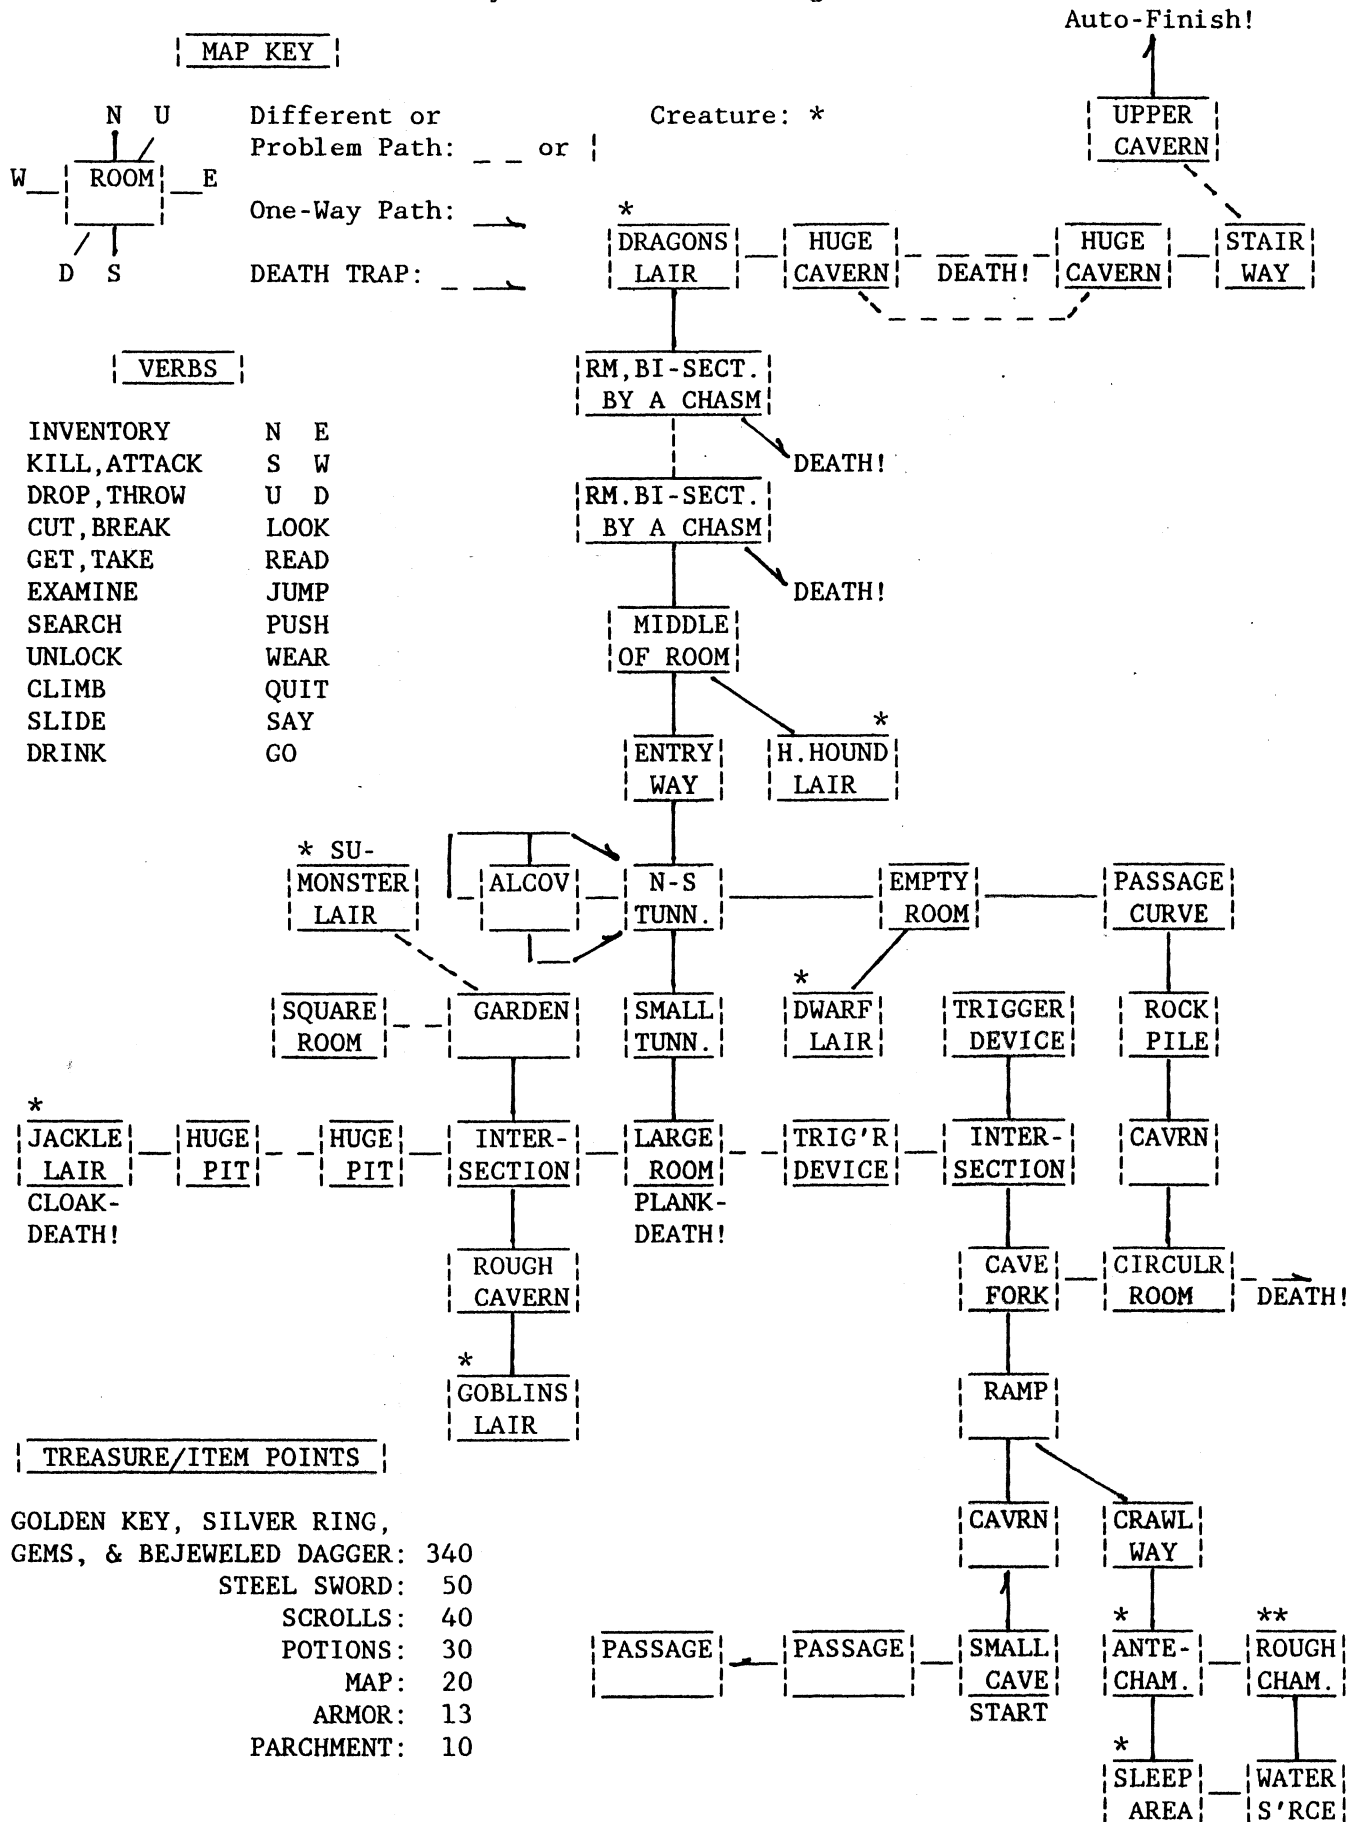 Auto-Finish!
MAP KEY
N U
W ROOM E
D S
Different or
Problem Path: _ _ or ¦
One-Way Path:
DEATH TRAP:
Creature: *
UPPER
CAVERN
*
DRAGONS
LAIR
HUGE
CAVERN
DEATH!
HUGE
CAVERN
STAIR
WAY
VERBS
INVENTORY N E
KILL,ATTACK S W
DROP,THROW U D
CUT,BREAK LOOK
GET,TAKE READ
EXAMINE JUMP
SEARCH PUSH
UNLOCK WEAR
CLIMB QUIT
SLIDE SAY
DRINK GO
RM,BI-SECT.
BY A CHASM
DEATH!
RM.BI-SECT.
BY A CHASM
DEATH!
MIDDLE
OF ROOM
ENTRY
WAY
*
H.HOUND
LAIR
* SU-
MONSTER
LAIR
ALCOV
N-S
TUNN.
EMPTY
ROOM
PASSAGE
CURVE
SQUARE
ROOM
GARDEN
SMALL
TUNN.
*
DWARF
LAIR
TRIGGER
DEVICE
ROCK
PILE
*
JACKLE
LAIR
CLOAK-
DEATH!
HUGE
PIT
HUGE
PIT
INTER-
SECTION
LARGE
ROOM
PLANK-
DEATH!
TRIG'R
DEVICE
INTER-
SECTION
CAVRN
ROUGH
CAVERN
CAVE
FORK
CIRCULR
ROOM
DEATH!
*
GOBLINS
LAIR
RAMP
TREASURE/ITEM POINTS
GOLDEN KEY, SILVER RING,
GEMS, & BEJEWELED DAGGER: 340
STEEL SWORD: 50
SCROLLS: 40
POTIONS: 30
MAP: 20
ARMOR: 13
PARCHMENT: 10
CAVRN
CRAWL
WAY
PASSAGE
PASSAGE
SMALL
CAVE
START
*
ANTE-
CHAM.
**
ROUGH
CHAM.
*
SLEEP
AREA
WATER
S'RCE